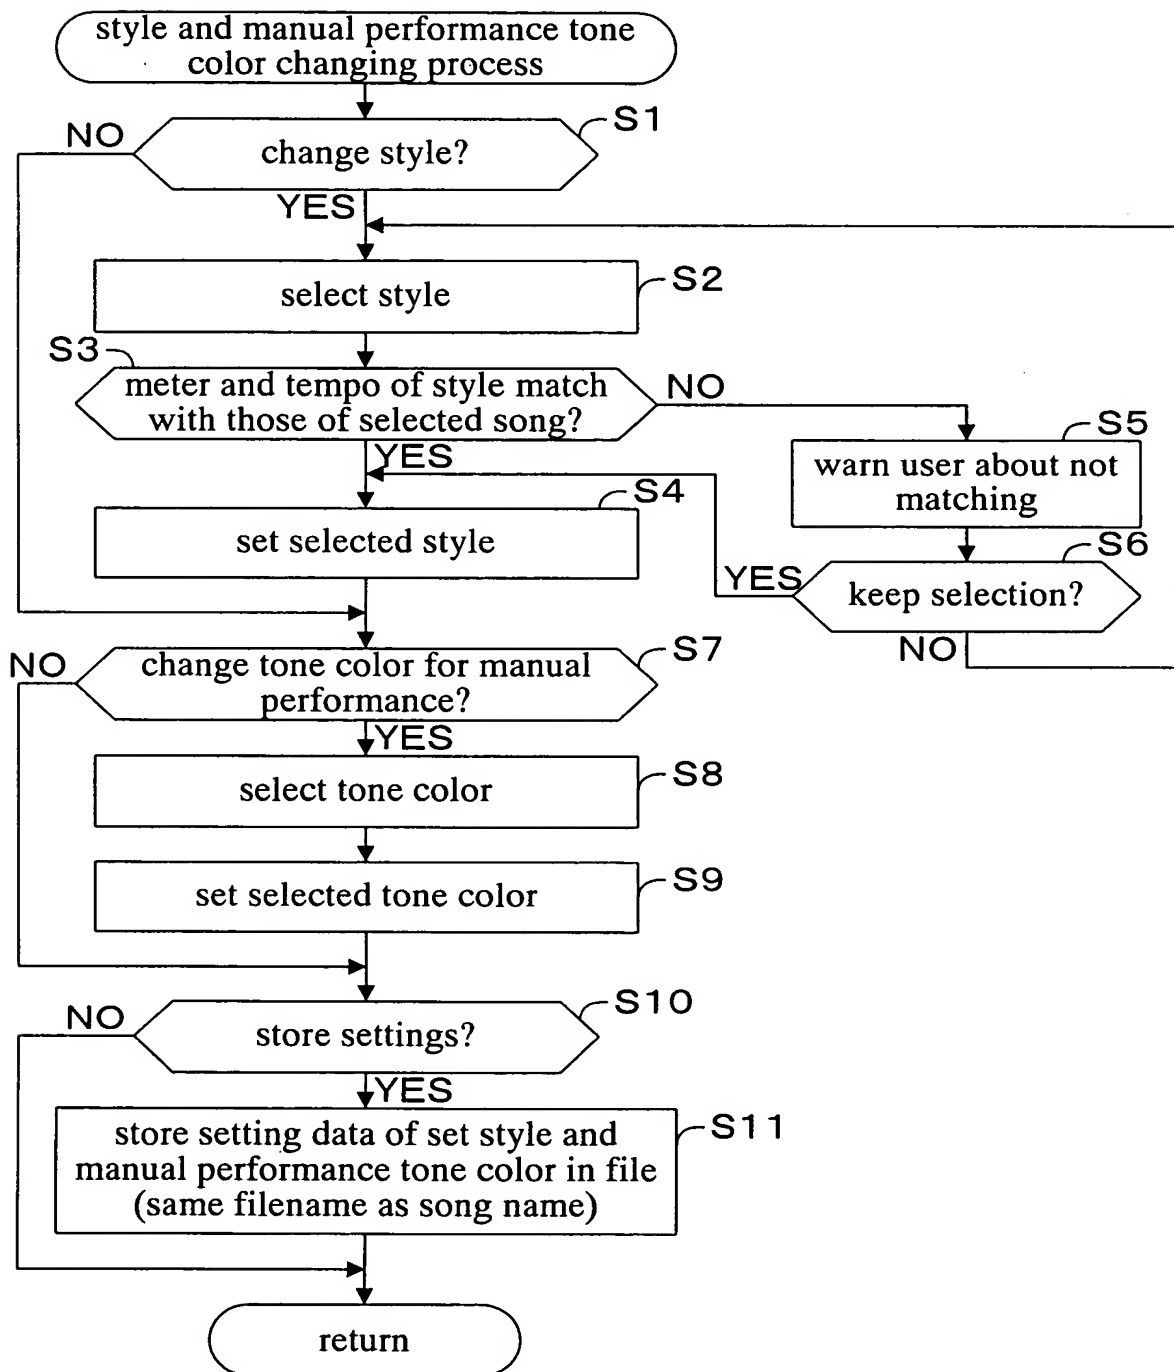 style and manual performance tone
color changing process
S1
NO
change style?
YES
S2
select style
S3
meter and tempo of style match
with those of selected song?
NO
YES
S5
warn user about not
matching
S4
set selected style
S6
YES
keep selection?
NO
S7
NO
change tone color for manual
performance?
YES
S8
select tone color
S9
set selected tone color
S10
NO
store settings?
YES
S11
store setting data of set style and
manual performance tone color in file
(same filename as song name)
return